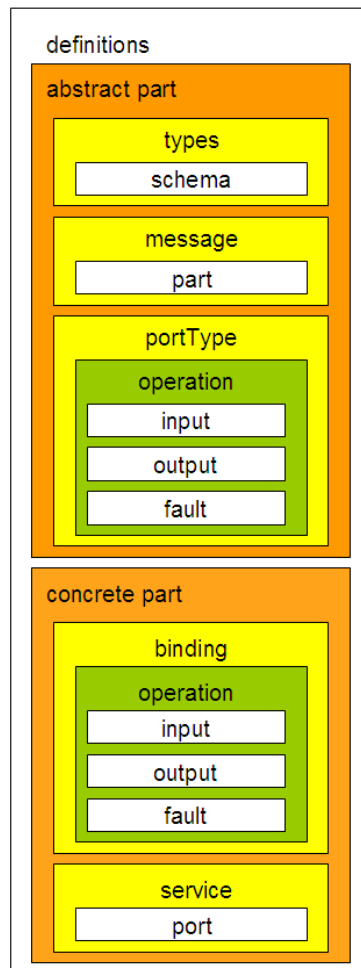 definitions
abstract part
types
schema
message
part
portType
operation
input
output
fault
concrete part
binding
operation
input
output
fault
service
port